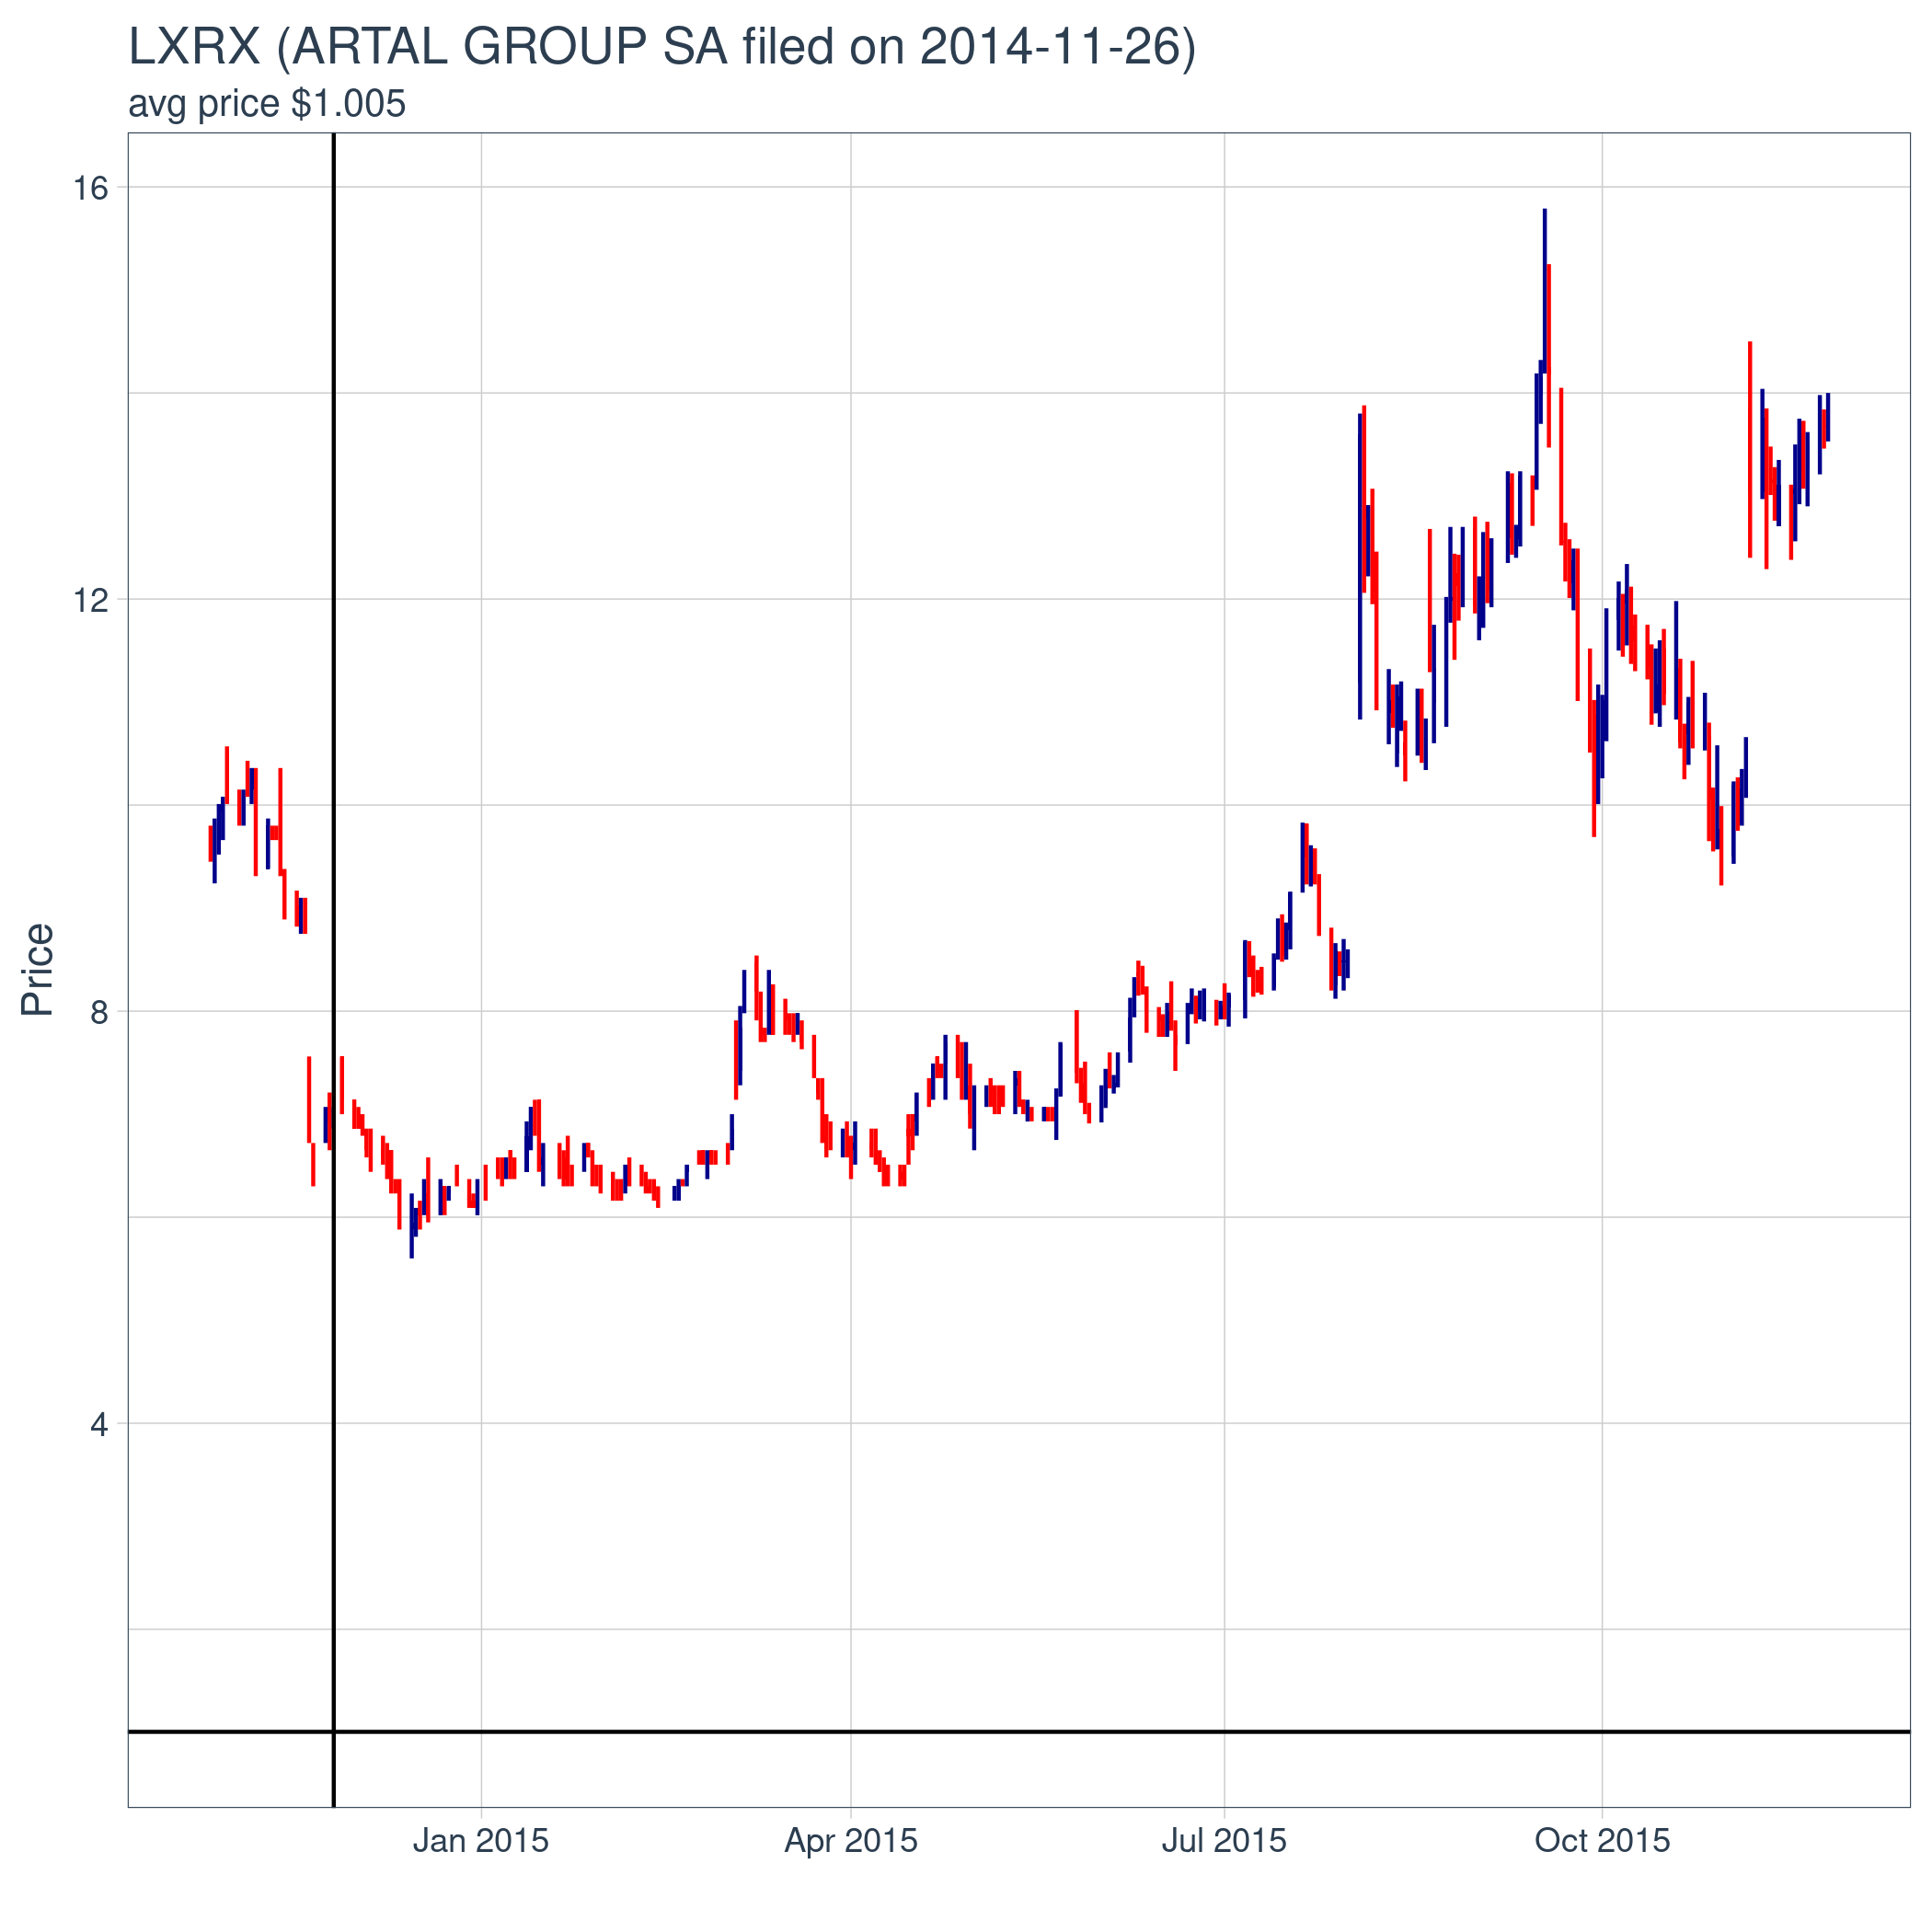 LXRX (ARTAL GROUP SA filed on 2014-11-26)
avg price $1.005
16
12
8
4
Price
Jan 2015
Apr 2015
Jul 2015
Oct 2015